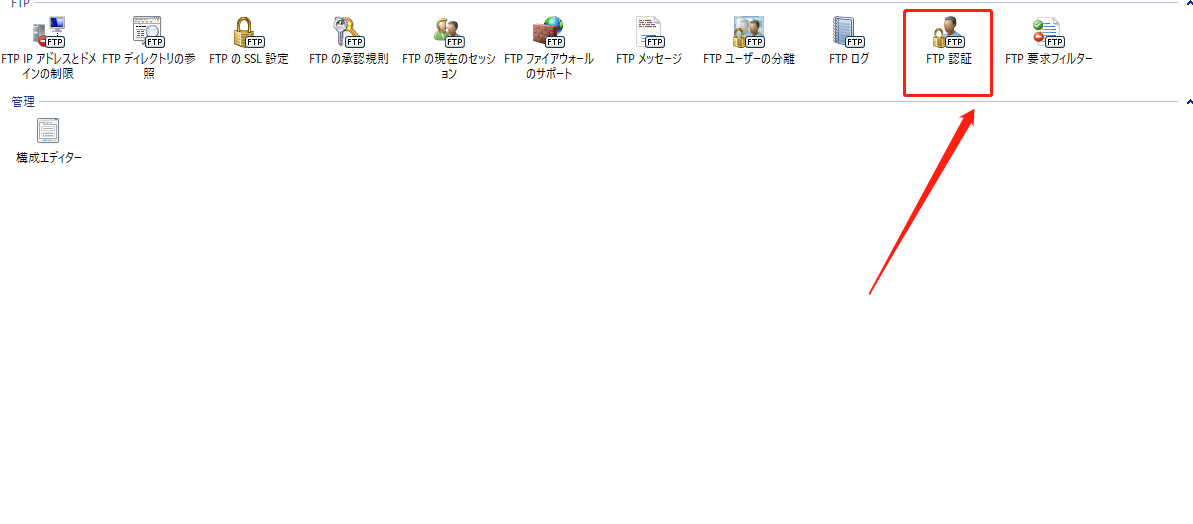 FTP
FTP FTP FTP FTP FTP FTP FTP FTP FTP FTP FTP
FTP IP アドレスとドメ FTP ディレクトリの参 FTP の SSL 設定 FTP の承認規則 FTP の現在のセッシ FTP ファイアウォール FTP メッセージ FTP ユーザーの分離 FTP ログ FTP 認証 FTP 要求フィルター
インの制限 照 ョン のサポート
管理
構成エディター